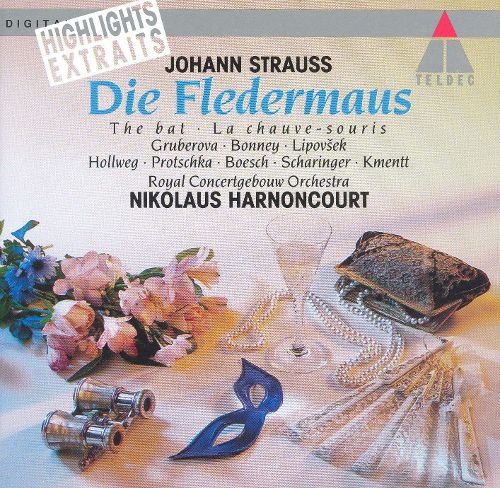 DIGITAL
HIGHLIGHTS
EXTRAITS
TELDEC
JOHANN STRAUSS
Die Fledermaus
The bat · La chauve-souris
Gruberova · Bonney · Lipovšek
Hollweg · Protschka · Boesch · Scharinger · Kmentt
Royal Concertgebouw Orchestra
NIKOLAUS HARNONCOURT